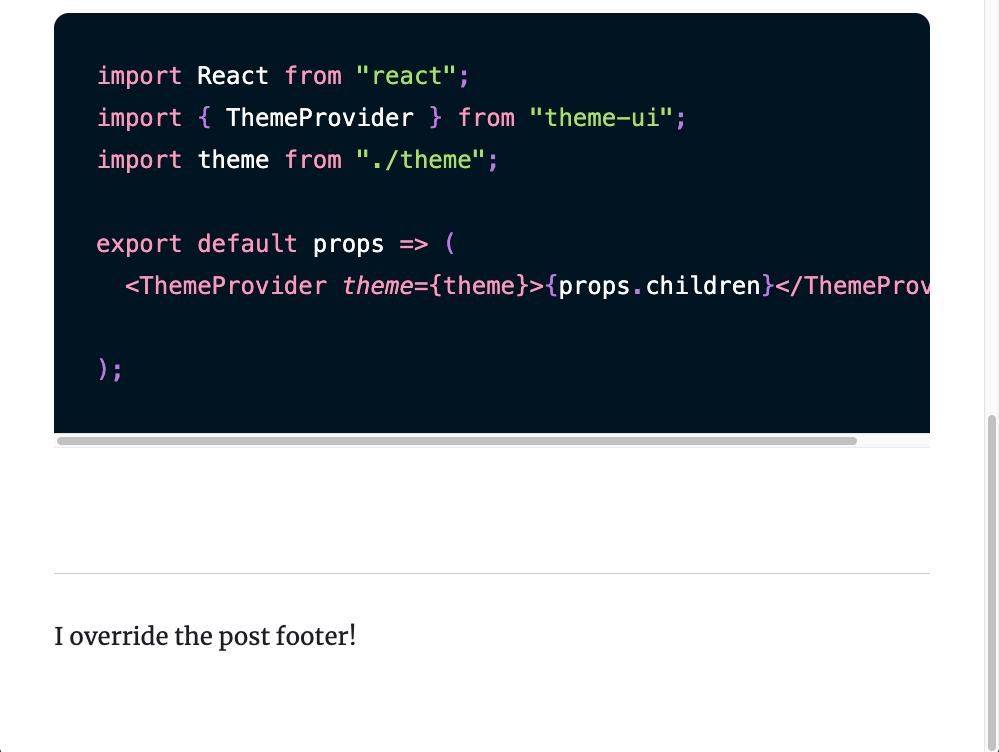 import React from "react";
import { ThemeProvider } from "theme-ui";
import theme from "./theme";
export default props => (
<ThemeProvider theme={theme}>{props.children}</ThemeProv
);
I override the post footer!